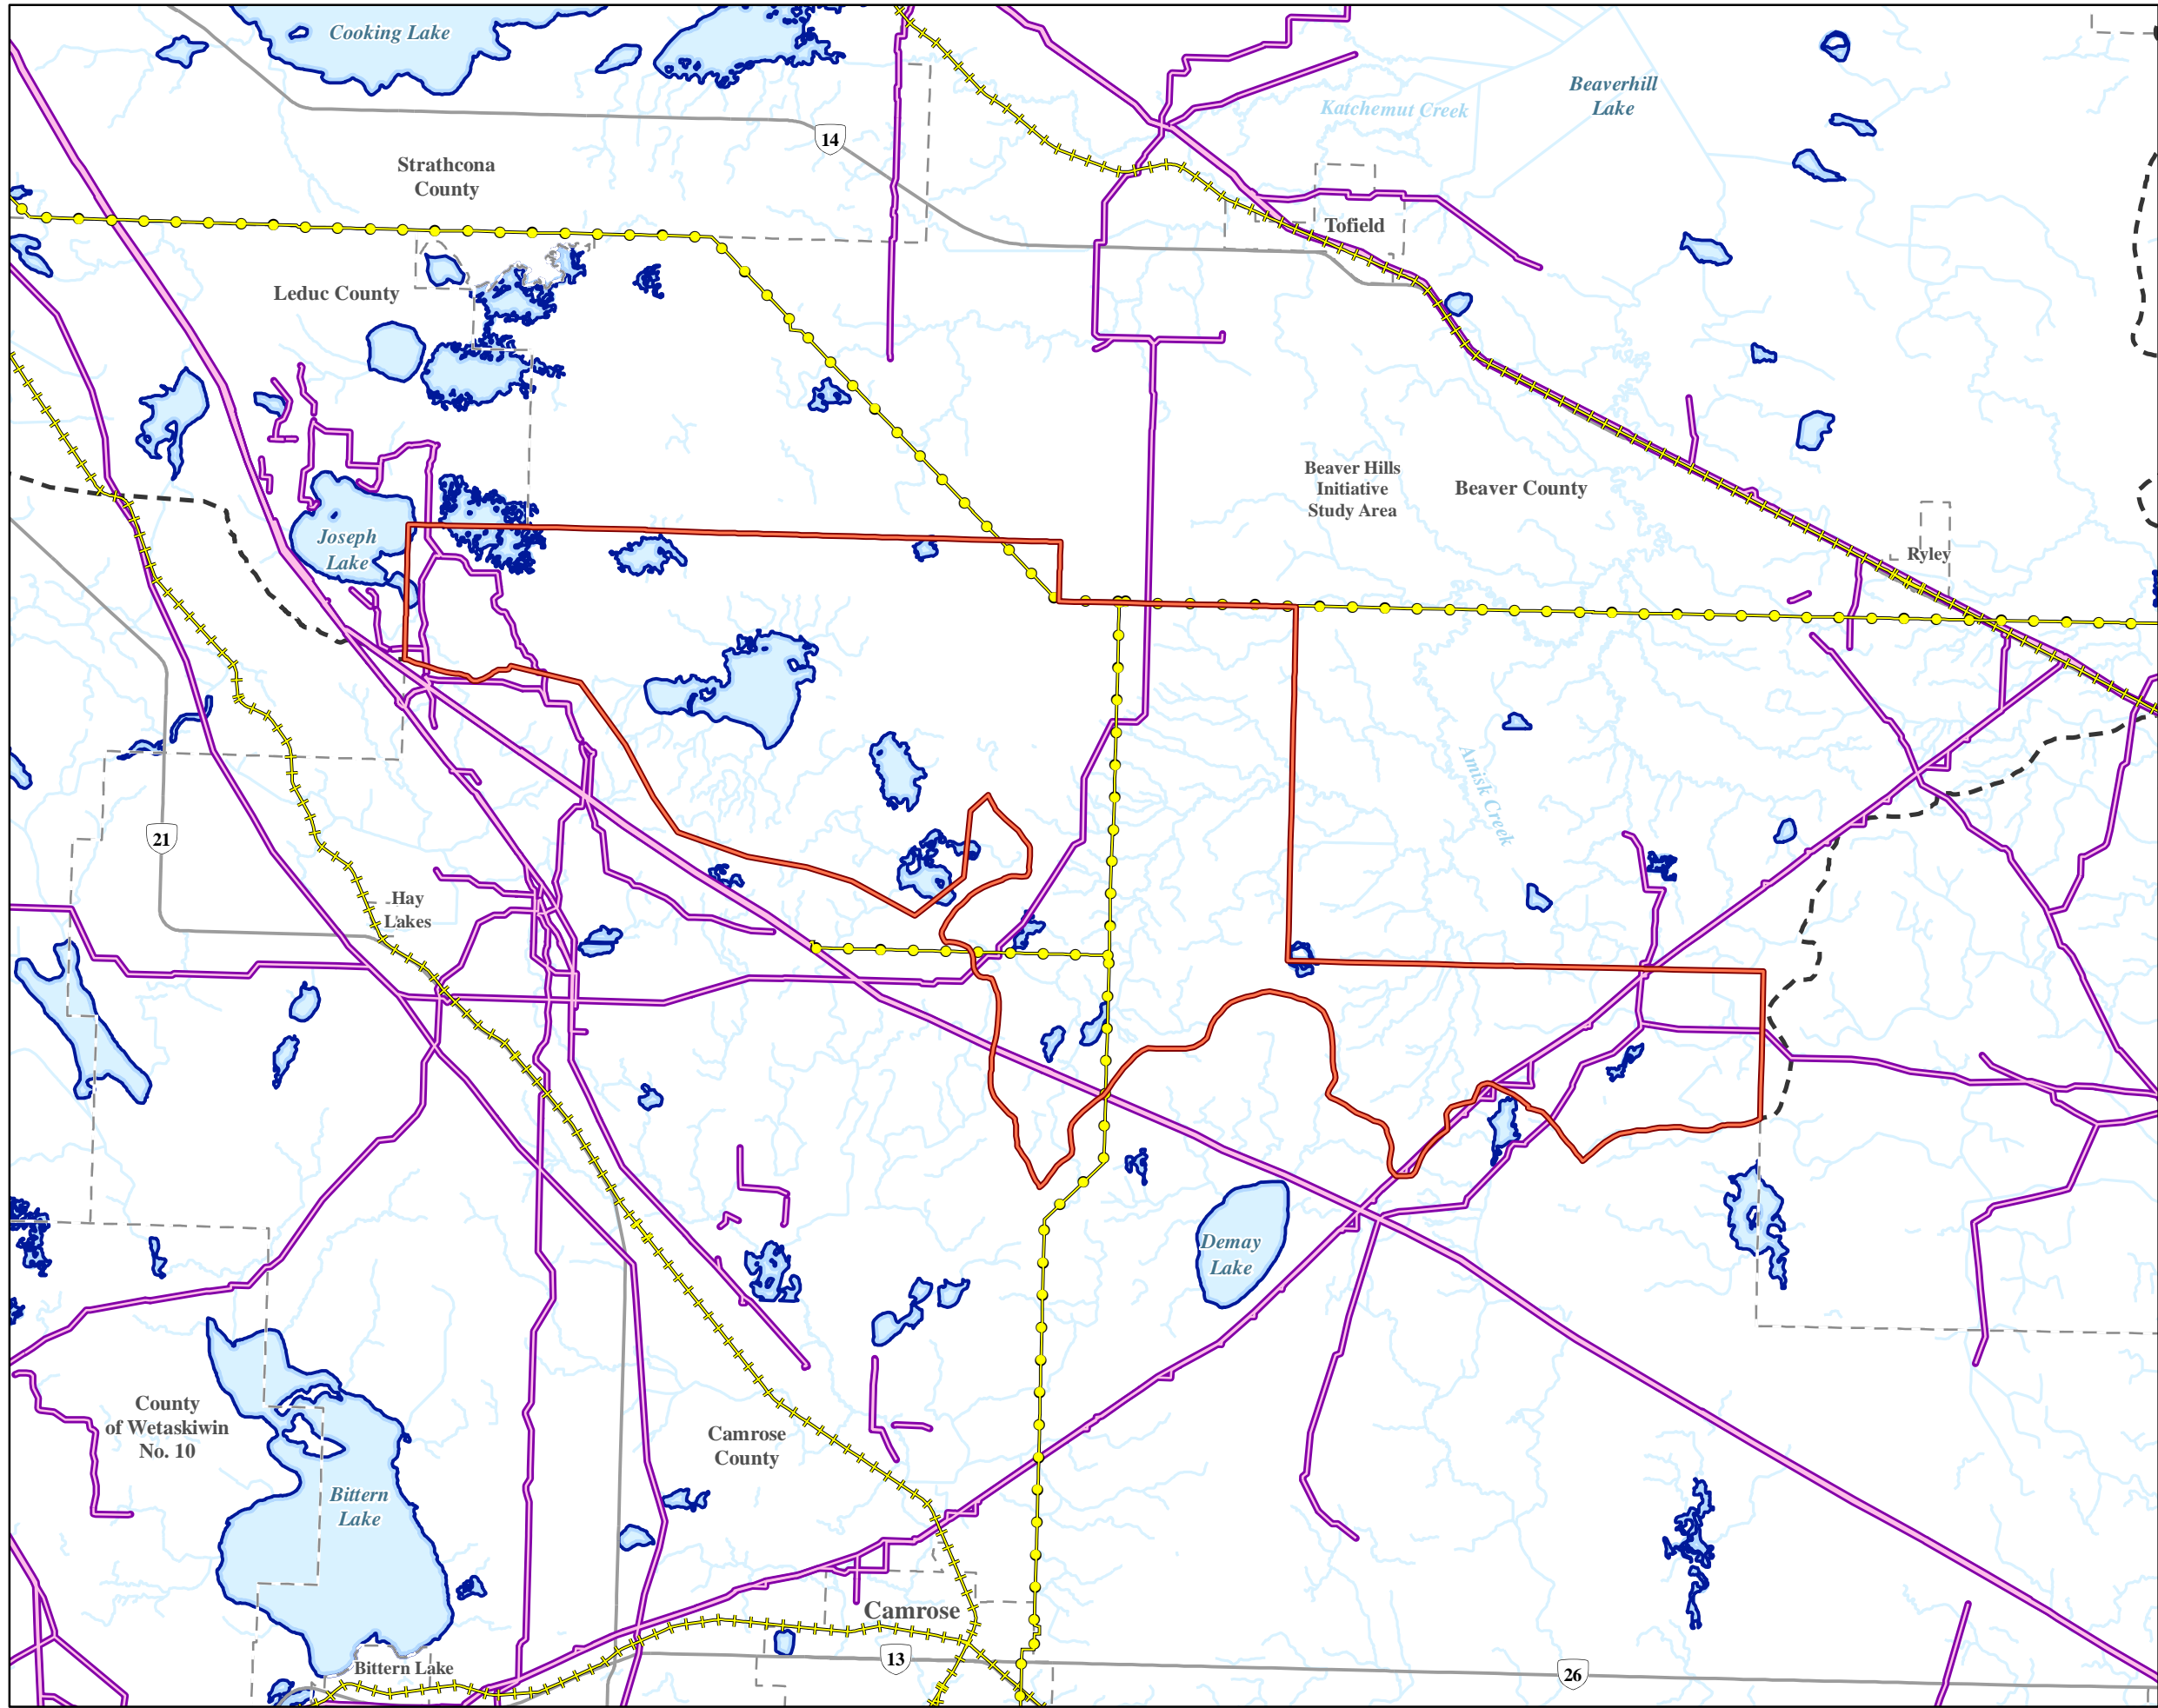 Cooking Lake
Beaverhill
Lake
Katchemut Creek
14
Strathcona
County
Tofield
Leduc County
Beaver Hills
Initiative
Study Area
Beaver County
Joseph
Lake
Ryley
Amisk Creek
21
Hay
Lakes
Demay
Lake
County
of Wetaskiwin
No. 10
Camrose
County
Bittern
Lake
Camrose
Bittern Lake
13
26